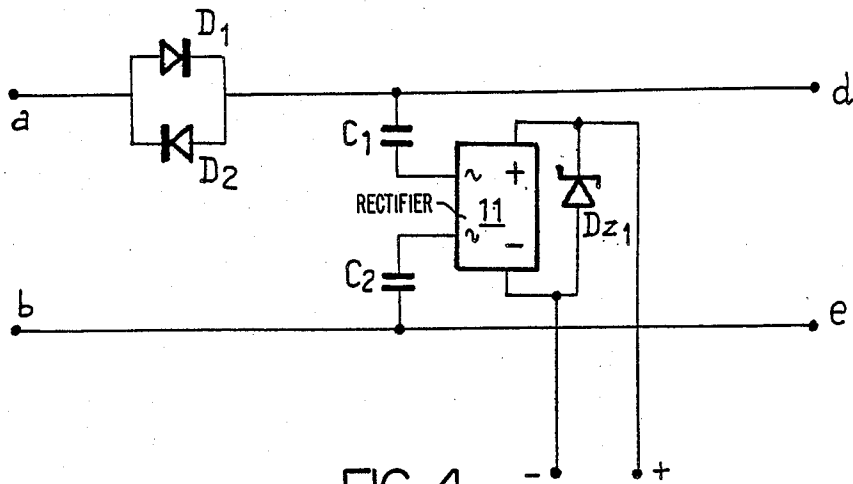 D1
a
d
D2
C1
~ +
RECTIFIER 11
~ -
Dz1
C2
b
e
FIG.4
- +